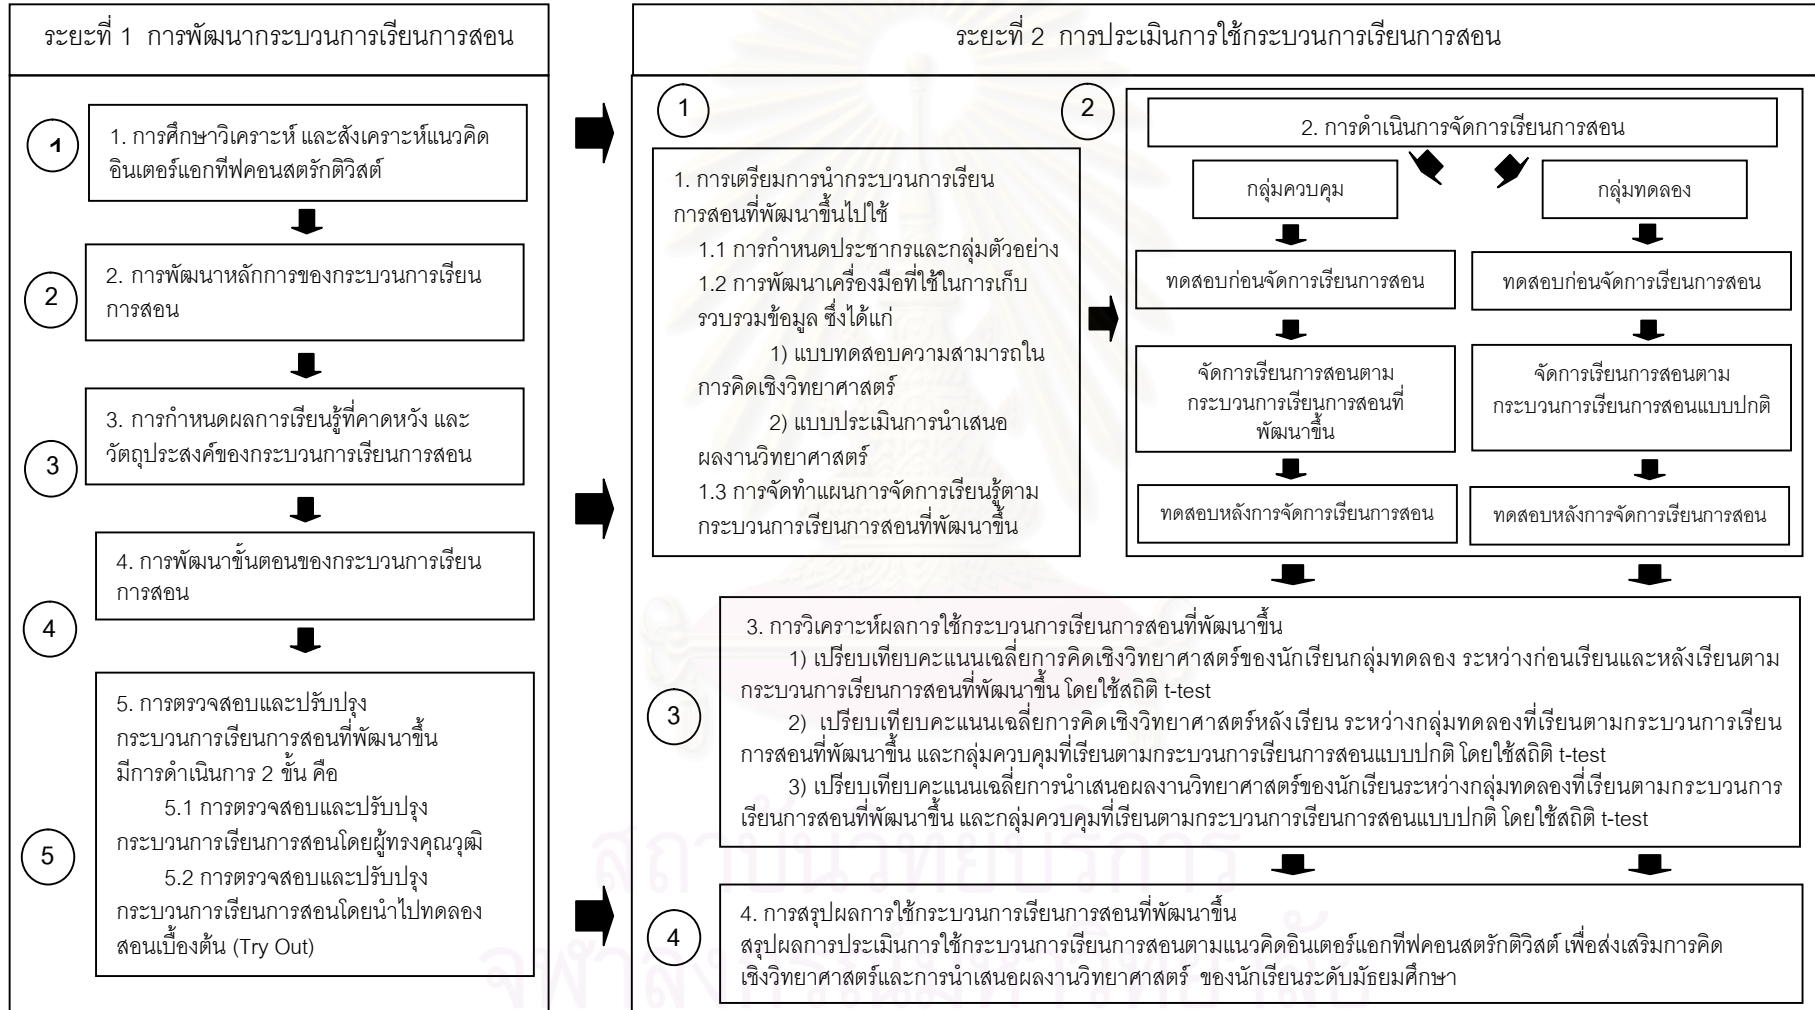 ระยะที่ 1 การพัฒนากระบวนการเรียนการสอน
1
1. การศึกษาวิเคราะห์ และสังเคราะห์แนวคิด
อินเตอร์แอกทีฟคอนสตรักติวิสต์
2
2. การพัฒนาหลักการของกระบวนการเรียน
การสอน
3
3. การกำหนดผลการเรียนรู้ที่คาดหวัง และ
วัตถุประสงค์ของกระบวนการเรียนการสอน
4
4. การพัฒนาขั้นตอนของกระบวนการเรียน
การสอน
5
5. การตรวจสอบและปรับปรุง
กระบวนการเรียนการสอนที่พัฒนาขึ้น
มีการดำเนินการ 2 ขั้น คือ
5.1 การตรวจสอบและปรับปรุง
กระบวนการเรียนการสอนโดยผู้ทรงคุณวุฒิ
5.2 การตรวจสอบและปรับปรุง
กระบวนการเรียนการสอนโดยนำไปทดลอง
สอนเบื้องต้น (Try Out)
ระยะที่ 2 การประเมินการใช้กระบวนการเรียนการสอน
1
1. การเตรียมการนำกระบวนการเรียน
การสอนที่พัฒนาขึ้นไปใช้
1.1 การกำหนดประชากรและกลุ่มตัวอย่าง
1.2 การพัฒนาเครื่องมือที่ใช้ในการเก็บ
รวบรวมข้อมูล ซึ่งได้แก่
1) แบบทดสอบความสามารถใน
การคิดเชิงวิทยาศาสตร์
2) แบบประเมินการนำเสนอ
ผลงานวิทยาศาสตร์
1.3 การจัดทำแผนการจัดการเรียนรู้ตาม
กระบวนการเรียนการสอนที่พัฒนาขึ้น
2
2. การดำเนินการจัดการเรียนการสอน
กลุ่มควบคุม
ทดสอบก่อนจัดการเรียนการสอน
จัดการเรียนการสอนตาม
กระบวนการเรียนการสอนที่
พัฒนาขึ้น
ทดสอบหลังการจัดการเรียนการสอน
กลุ่มทดลอง
ทดสอบก่อนจัดการเรียนการสอน
จัดการเรียนการสอนตาม
กระบวนการเรียนการสอนแบบปกติ
ทดสอบหลังการจัดการเรียนการสอน
3
3. การวิเคราะห์ผลการใช้กระบวนการเรียนการสอนที่พัฒนาขึ้น
1) เปรียบเทียบคะแนนเฉลี่ยการคิดเชิงวิทยาศาสตร์ของนักเรียนกลุ่มทดลอง ระหว่างก่อนเรียนและหลังเรียนตาม
กระบวนการเรียนการสอนที่พัฒนาขึ้น โดยใช้สถิติ t-test
2) เปรียบเทียบคะแนนเฉลี่ยการคิดเชิงวิทยาศาสตร์หลังเรียน ระหว่างกลุ่มทดลองที่เรียนตามกระบวนการเรียน
การสอนที่พัฒนาขึ้น และกลุ่มควบคุมที่เรียนตามกระบวนการเรียนการสอนแบบปกติ โดยใช้สถิติ t-test
3) เปรียบเทียบคะแนนเฉลี่ยการนำเสนอผลงานวิทยาศาสตร์ของนักเรียนระหว่างกลุ่มทดลองที่เรียนตามกระบวนการ
เรียนการสอนที่พัฒนาขึ้น และกลุ่มควบคุมที่เรียนตามกระบวนการเรียนการสอนแบบปกติ โดยใช้สถิติ t-test
4
4. การสรุปผลการใช้กระบวนการเรียนการสอนที่พัฒนาขึ้น
สรุปผลการประเมินการใช้กระบวนการเรียนการสอนตามแนวคิดอินเตอร์แอกทีฟคอนสตรักติวิสต์ เพื่อส่งเสริมการคิด
เชิงวิทยาศาสตร์และการนำเสนอผลงานวิทยาศาสตร์ ของนักเรียนระดับมัธยมศึกษา
สถาบันวิทยบริการ
จุฬาลงกรณ์มหาวิทยาลัย